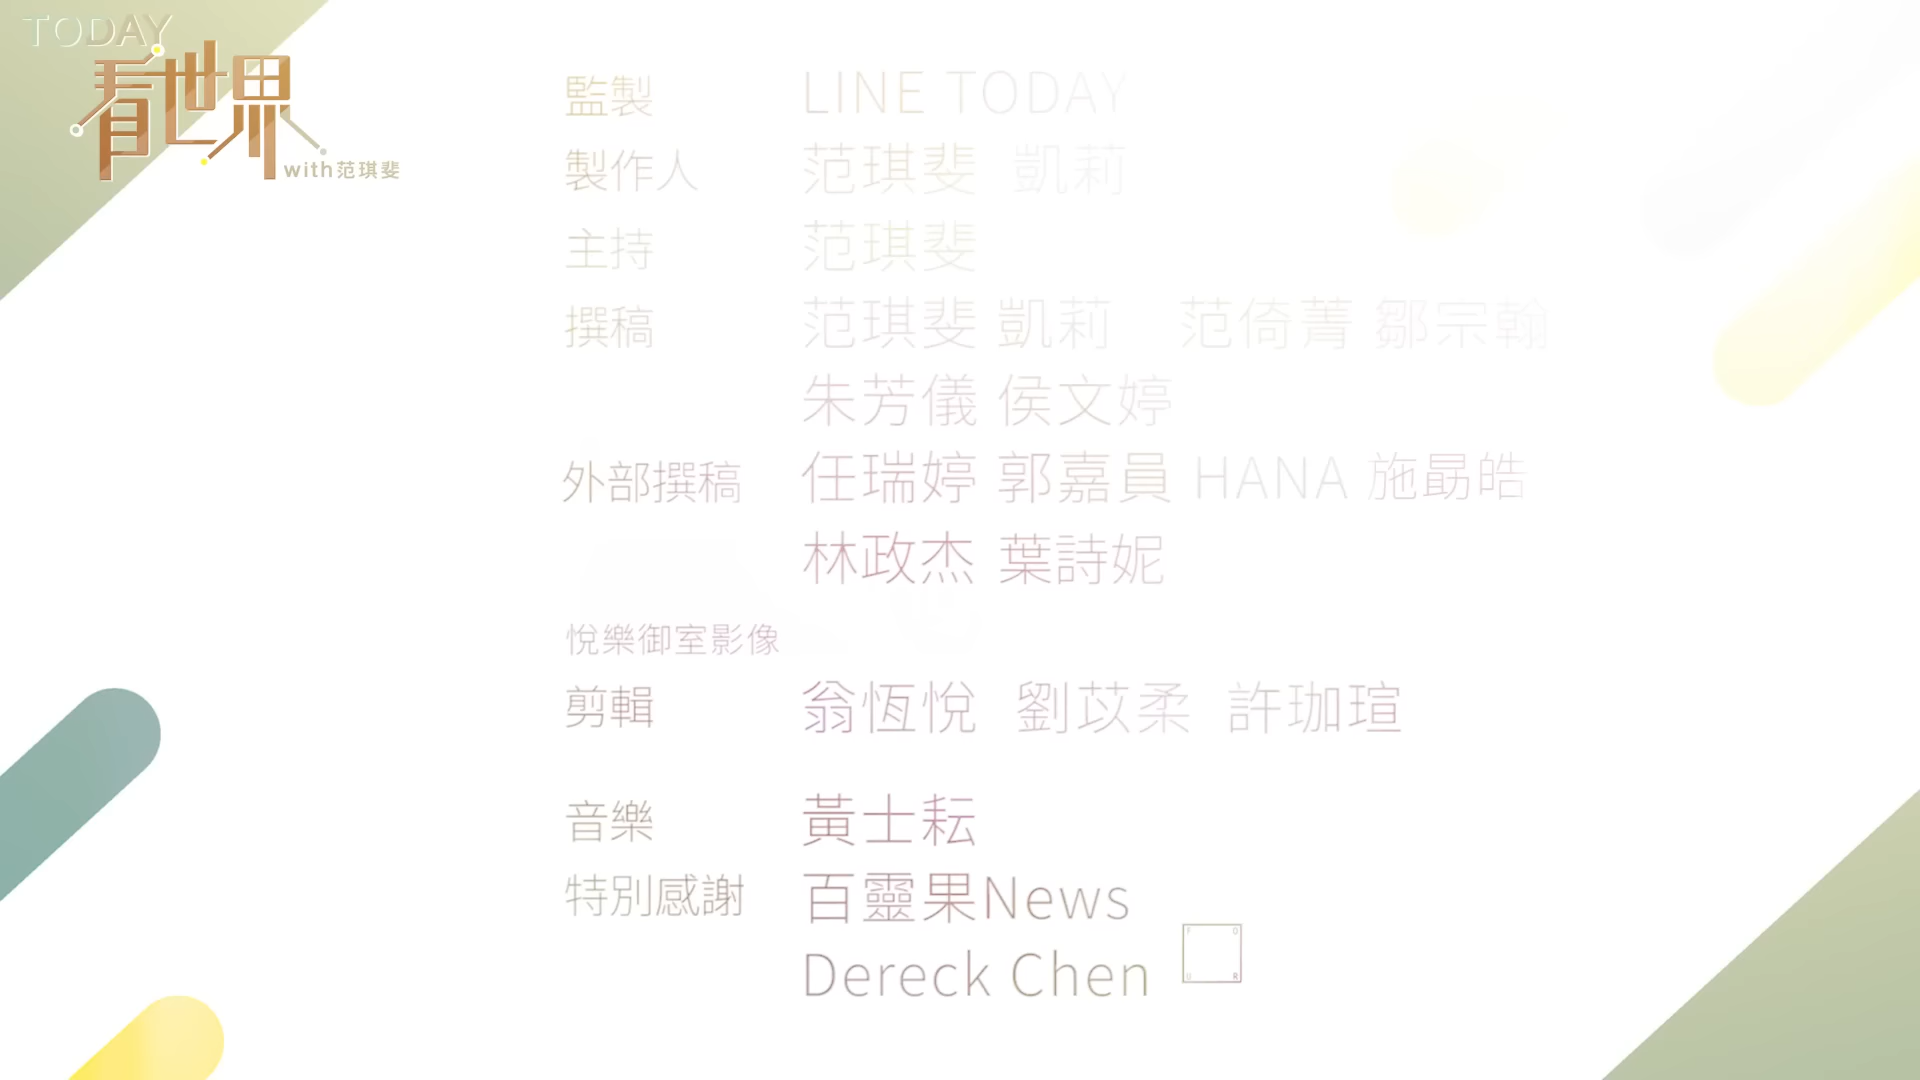 TODAY
看世界
with范琪斐
監製 LINE TODAY
製作人 范琪斐 凱莉
主持 范琪斐
撰稿 范琪斐 凱莉 范倚菁 鄒宗翰
朱芳儀 侯文婷
外部撰稿 任瑞婷 郭嘉員 HANA 施勗皓
林政杰 葉詩妮
悅樂御室影像
剪輯 翁恆悅 劉苡柔 許珈瑄
音樂 黃士耘
特別感謝 百靈果News
Dereck Chen
F O
U R